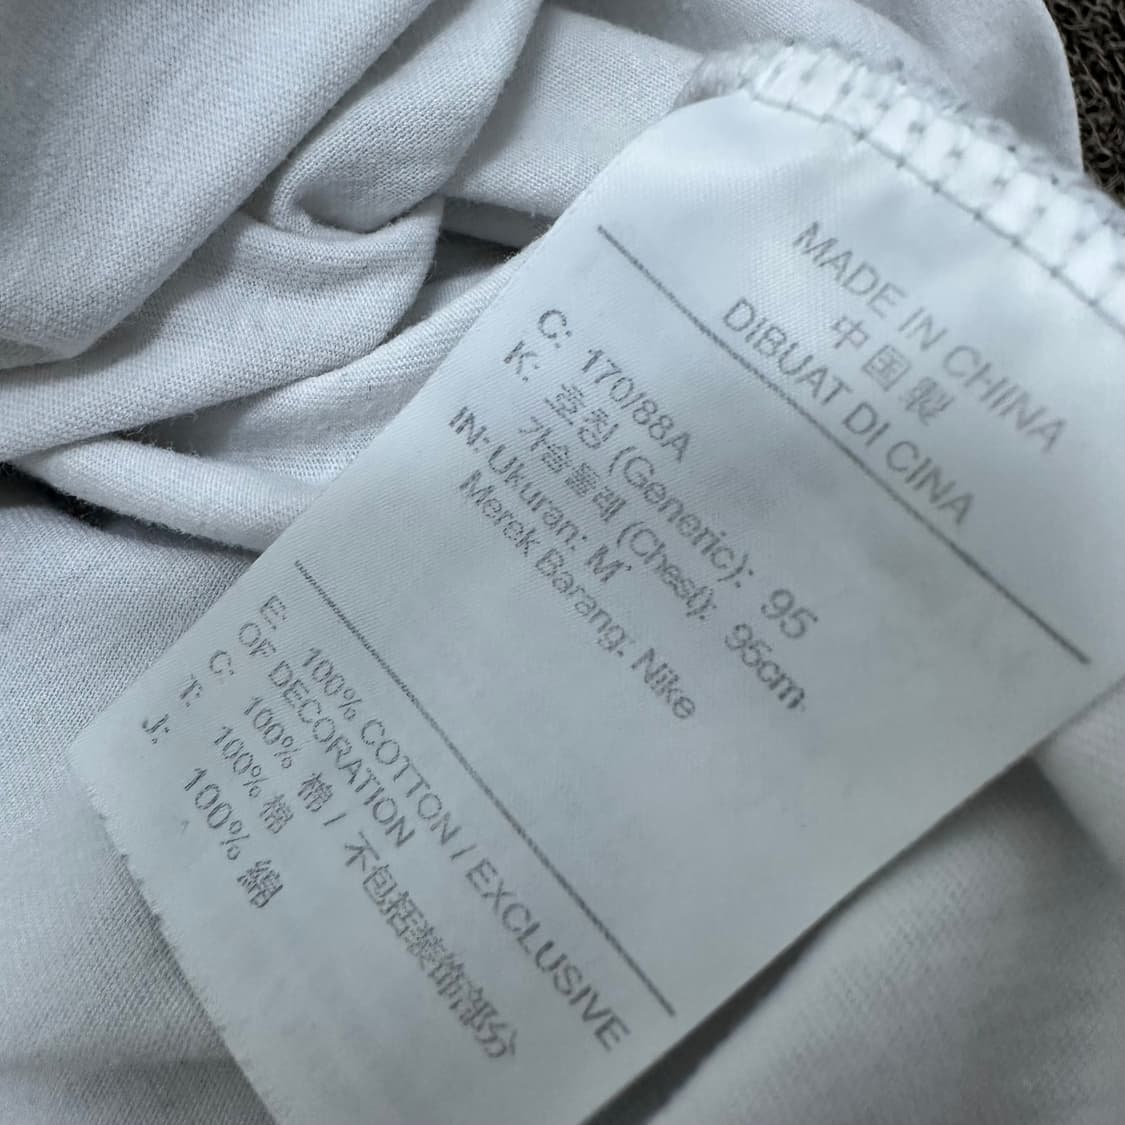 MADE IN CHINA
中国製
DIBUAT DI CINA
C: 170/88A
K: 호칭 (Generic): 95
가슴둘레 (Chest): 95cm
IN: Ukuran: M
Merek Barang: Nike
E: 100% COTTON / EXCLUSIVE
OF DECORATION
C: 100% 棉 / 不包括装饰部分
T: 100% 棉
J: 100% 綿